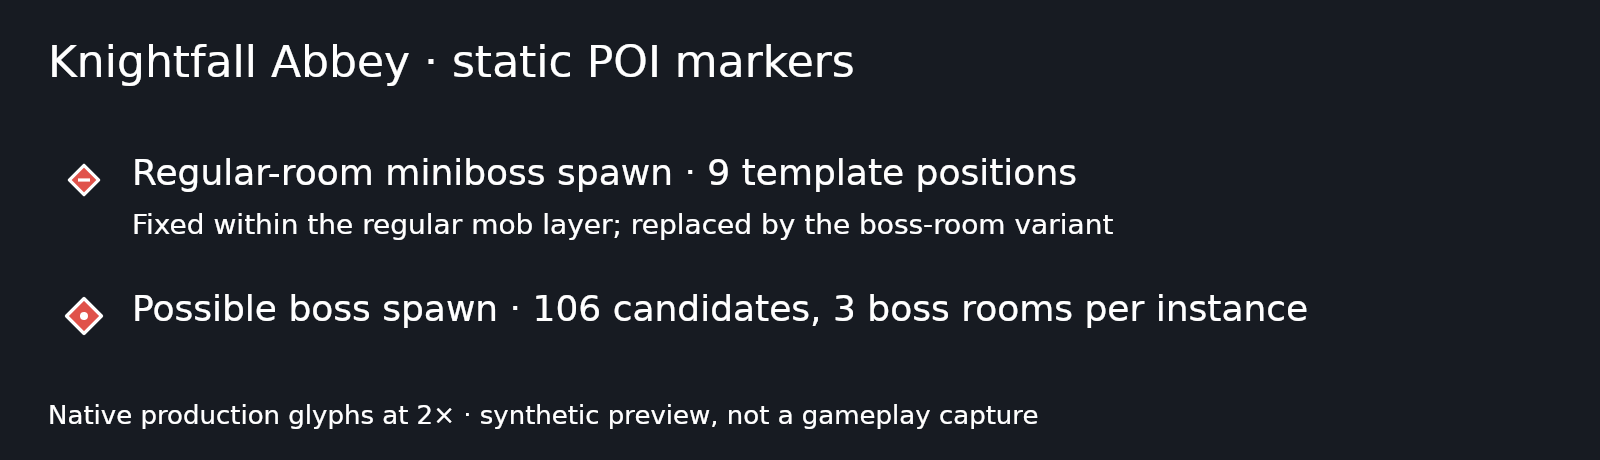 Knightfall Abbey · static POI markers
Regular-room miniboss spawn · 9 template positions
Fixed within the regular mob layer; replaced by the boss-room variant
Possible boss spawn · 106 candidates, 3 boss rooms per instance
Native production glyphs at 2× · synthetic preview, not a gameplay capture